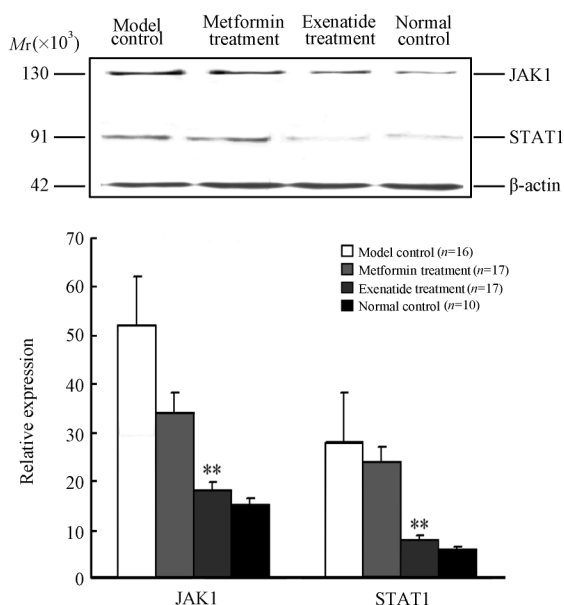 Model control
Metformin treatment
Exenatide treatment
Normal control
Mr(×10³)
130
JAK1
91
STAT1
42
β-actin
70
60
50
40
30
20
10
0
Relative expression
Model control (n=16)
Metformin treatment (n=17)
Exenatide treatment (n=17)
Normal control (n=10)
**
**
JAK1
STAT1